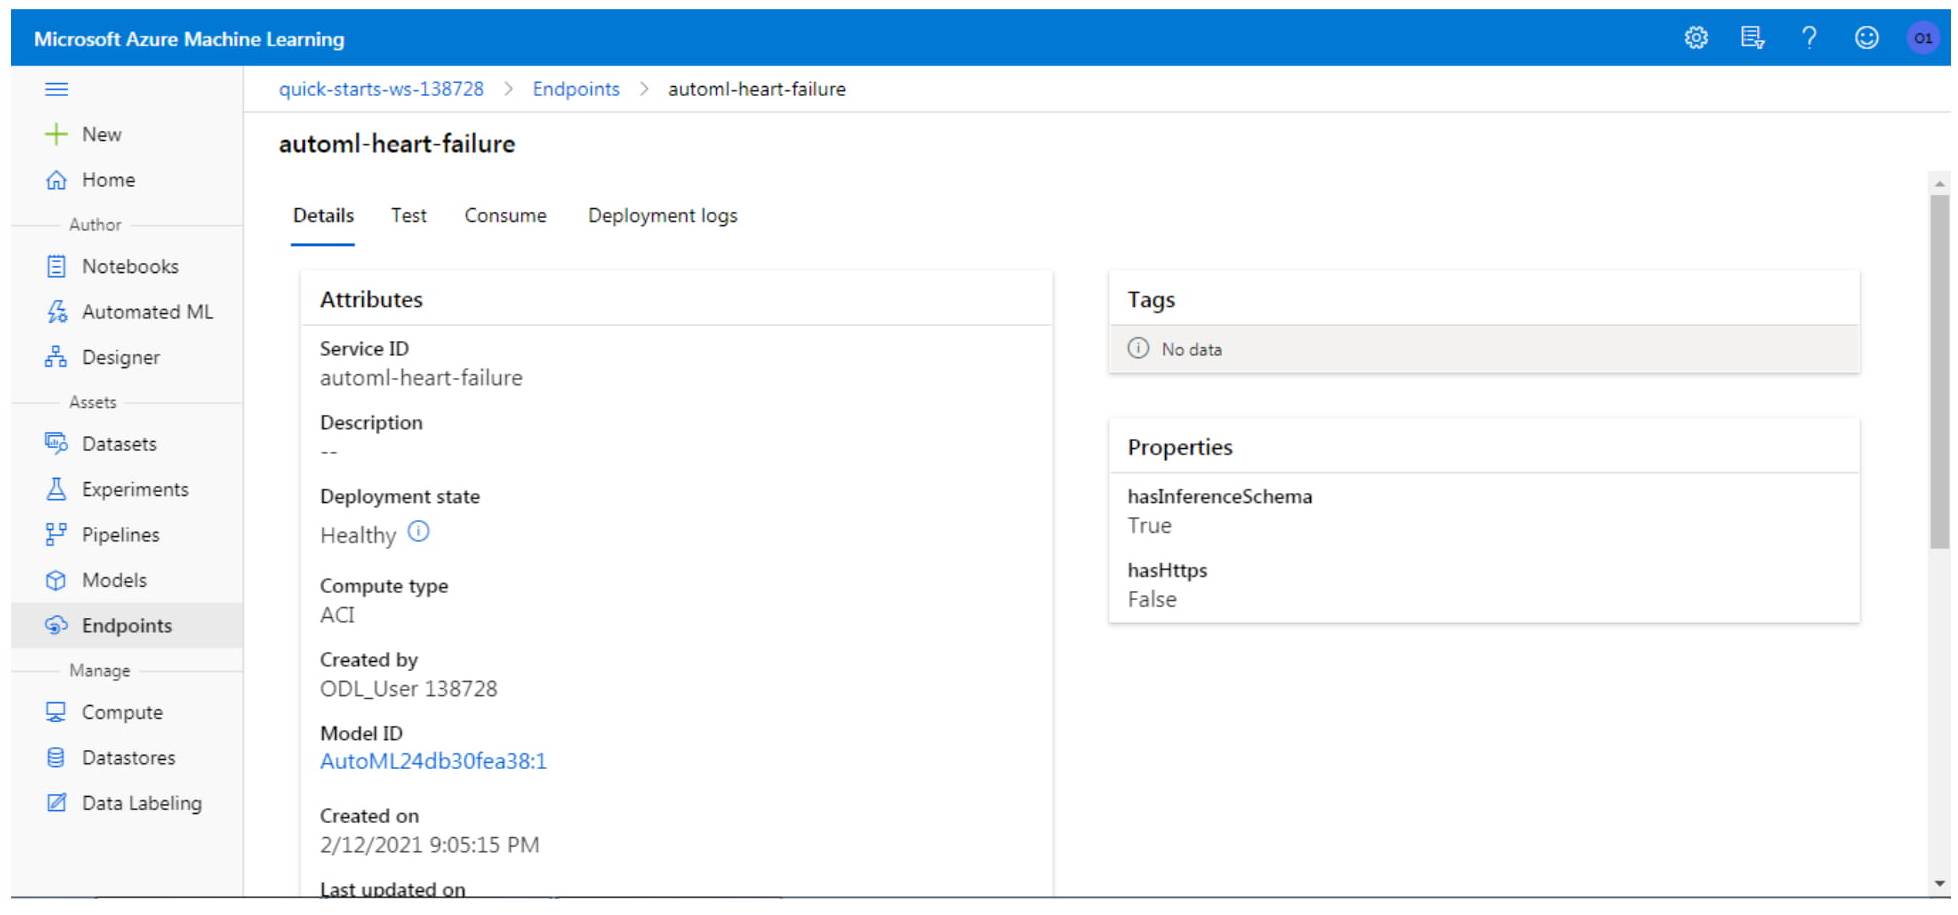 Microsoft Azure Machine Learning
?
O1
quick-starts-ws-138728 > Endpoints > automl-heart-failure
New
Home
Author
Notebooks
Automated ML
Designer
Assets
Datasets
Experiments
Pipelines
Models
Endpoints
Manage
Compute
Datastores
Data Labeling
automl-heart-failure
Details Test Consume Deployment logs
Attributes
Service ID
automl-heart-failure
Description
--
Deployment state
Healthy
Compute type
ACI
Created by
ODL_User 138728
Model ID
AutoML24db30fea38:1
Created on
2/12/2021 9:05:15 PM
Last updated on
Tags
No data
Properties
hasInferenceSchema
True
hasHttps
False